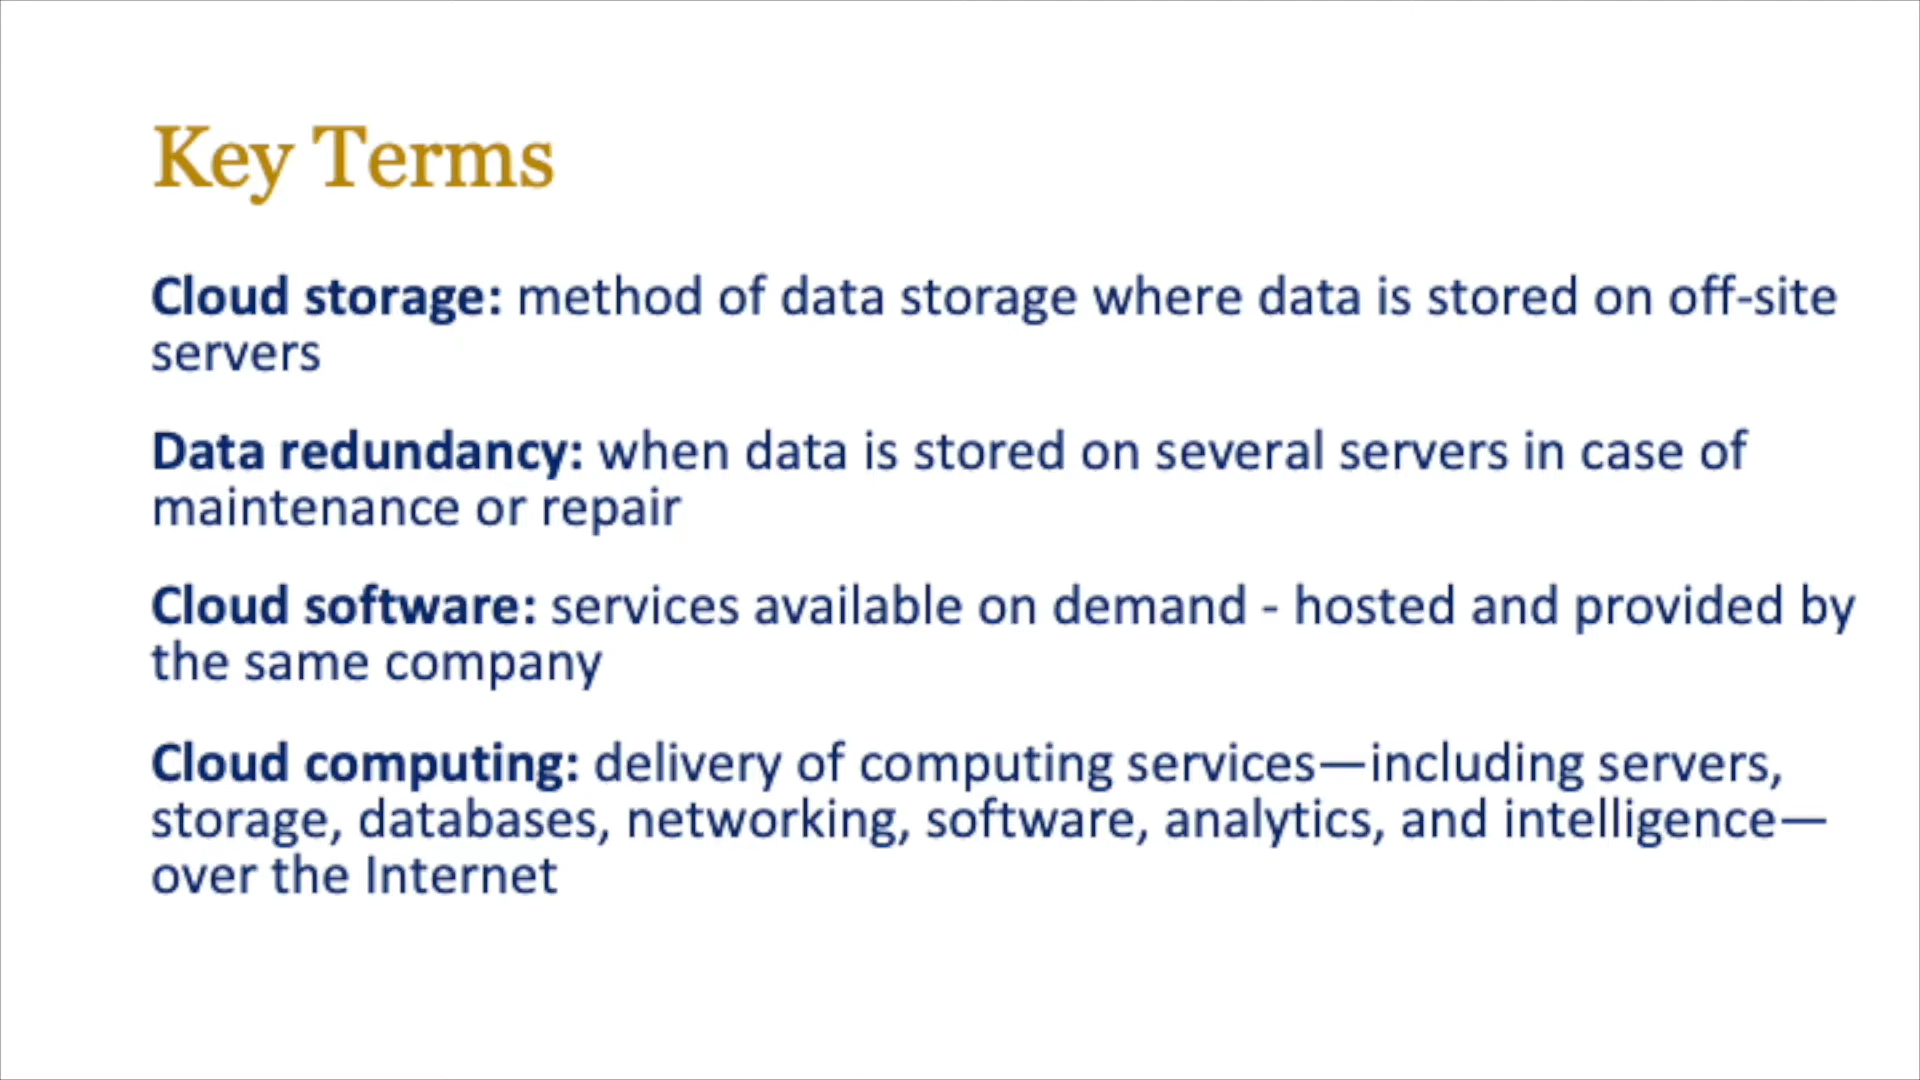 Key Terms
Cloud storage: method of data storage where data is stored on off-site
servers
Data redundancy: when data is stored on several servers in case of
maintenance or repair
Cloud software: services available on demand - hosted and provided by
the same company
Cloud computing: delivery of computing services—including servers,
storage, databases, networking, software, analytics, and intelligence—
over the Internet